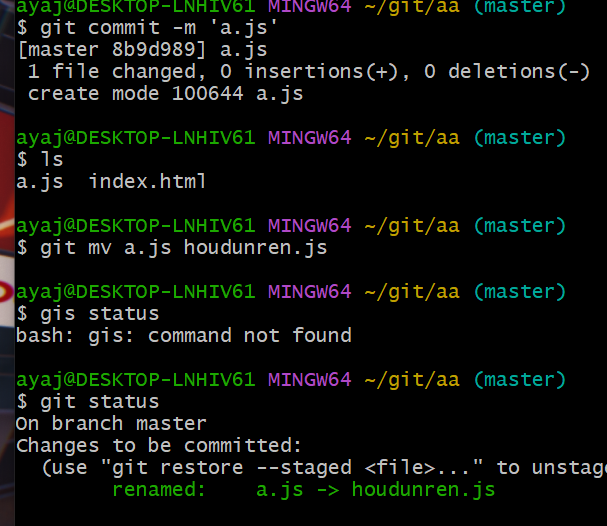 ayaj@DESKTOP-LNHIV61 MINGW64 ~/git/aa (master)
$ git commit -m 'a.js'
[master 8b9d989] a.js
 1 file changed, 0 insertions(+), 0 deletions(-)
 create mode 100644 a.js
ayaj@DESKTOP-LNHIV61 MINGW64 ~/git/aa (master)
$ ls
a.js  index.html
ayaj@DESKTOP-LNHIV61 MINGW64 ~/git/aa (master)
$ git mv a.js houdunren.js
ayaj@DESKTOP-LNHIV61 MINGW64 ~/git/aa (master)
$ gis status
bash: gis: command not found
ayaj@DESKTOP-LNHIV61 MINGW64 ~/git/aa (master)
$ git status
On branch master
Changes to be committed:
  (use "git restore --staged <file>..." to unstage
        renamed:    a.js -> houdunren.js